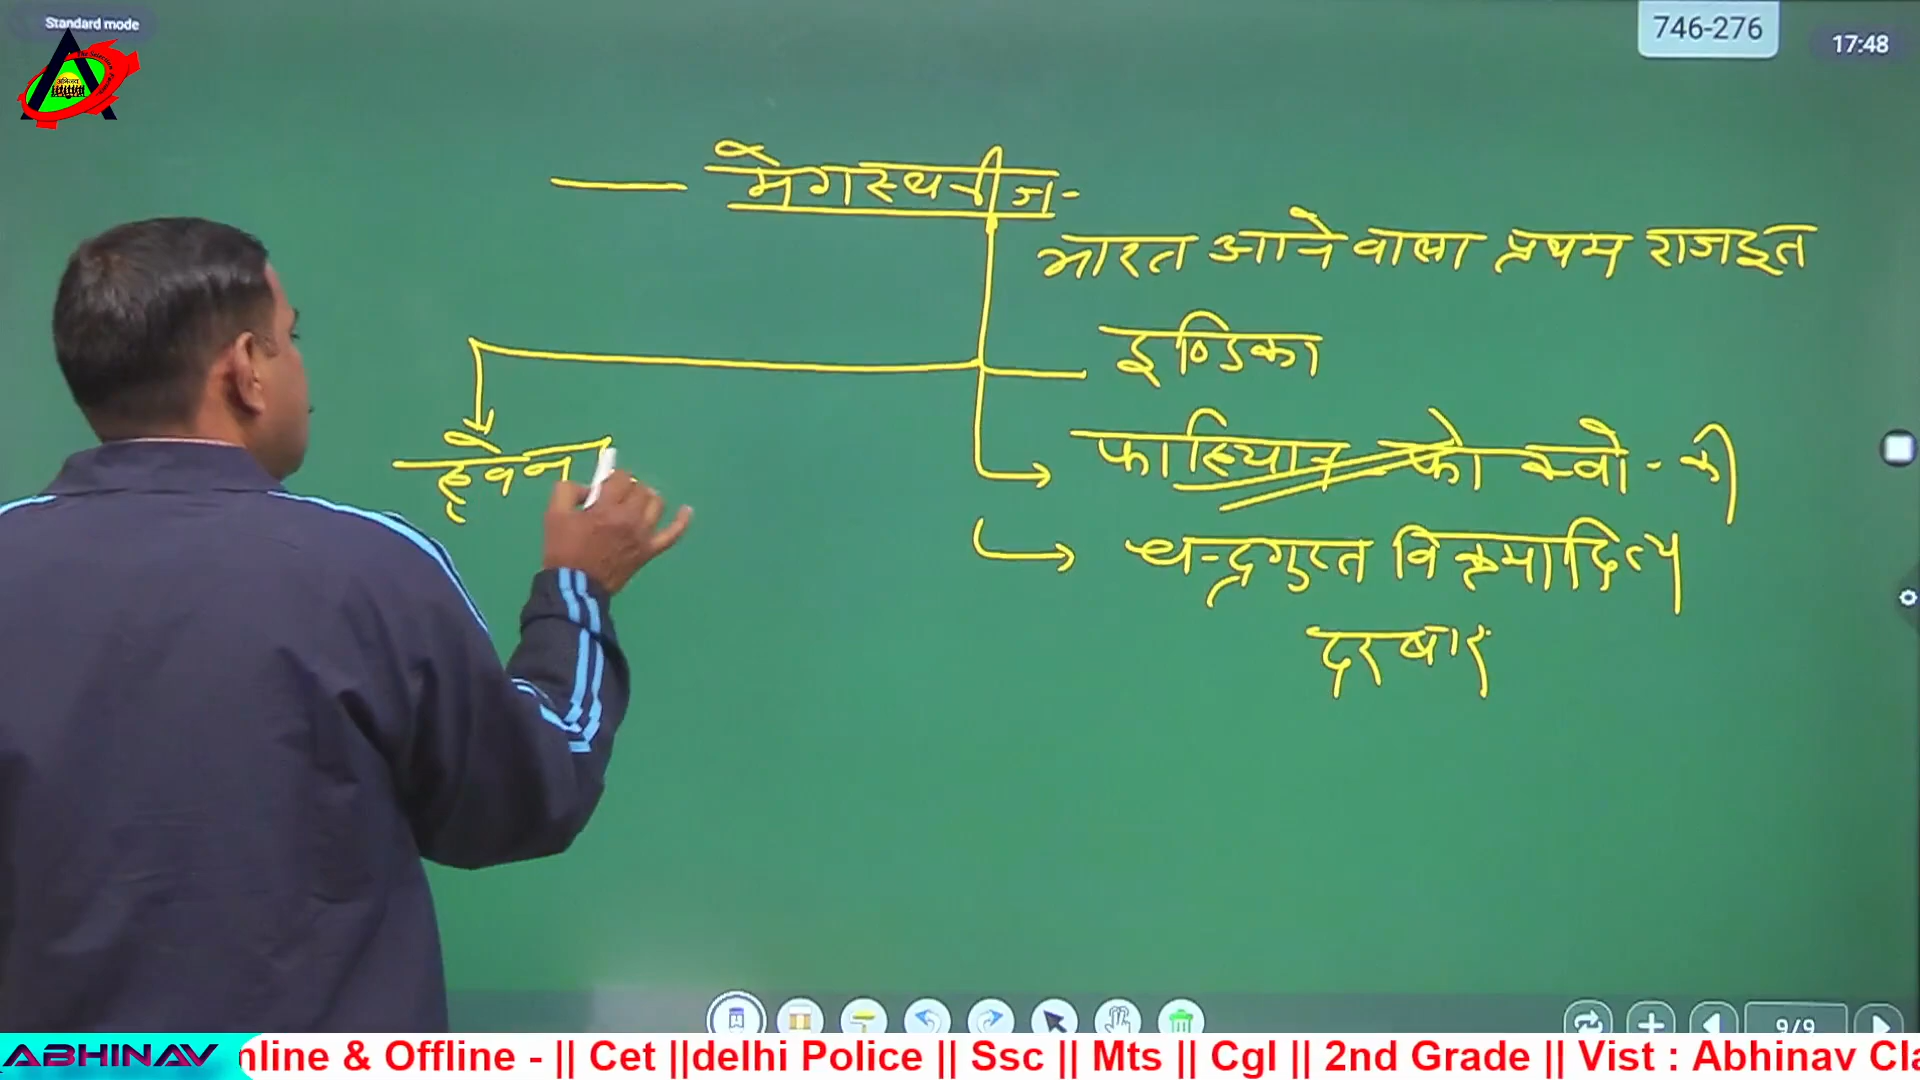 Standard mode
746-276
17:48
मेगस्थनीज-
भारत आने वाला प्रथम राजदूत
इण्डिका
फाह्यियान को क्वो - की
चन्द्रगुप्त विक्रमादित्य
दरबार
ह्वेन
9/9
ABHINAV
nline & Offline - || Cet ||delhi Police || Ssc || Mts || Cgl || 2nd Grade || Vist : Abhinav Cla